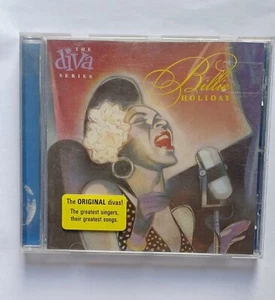 THE
diva
SERIES
Billie
HOLIDAY
The ORIGINAL divas!
The greatest singers,
their greatest songs.